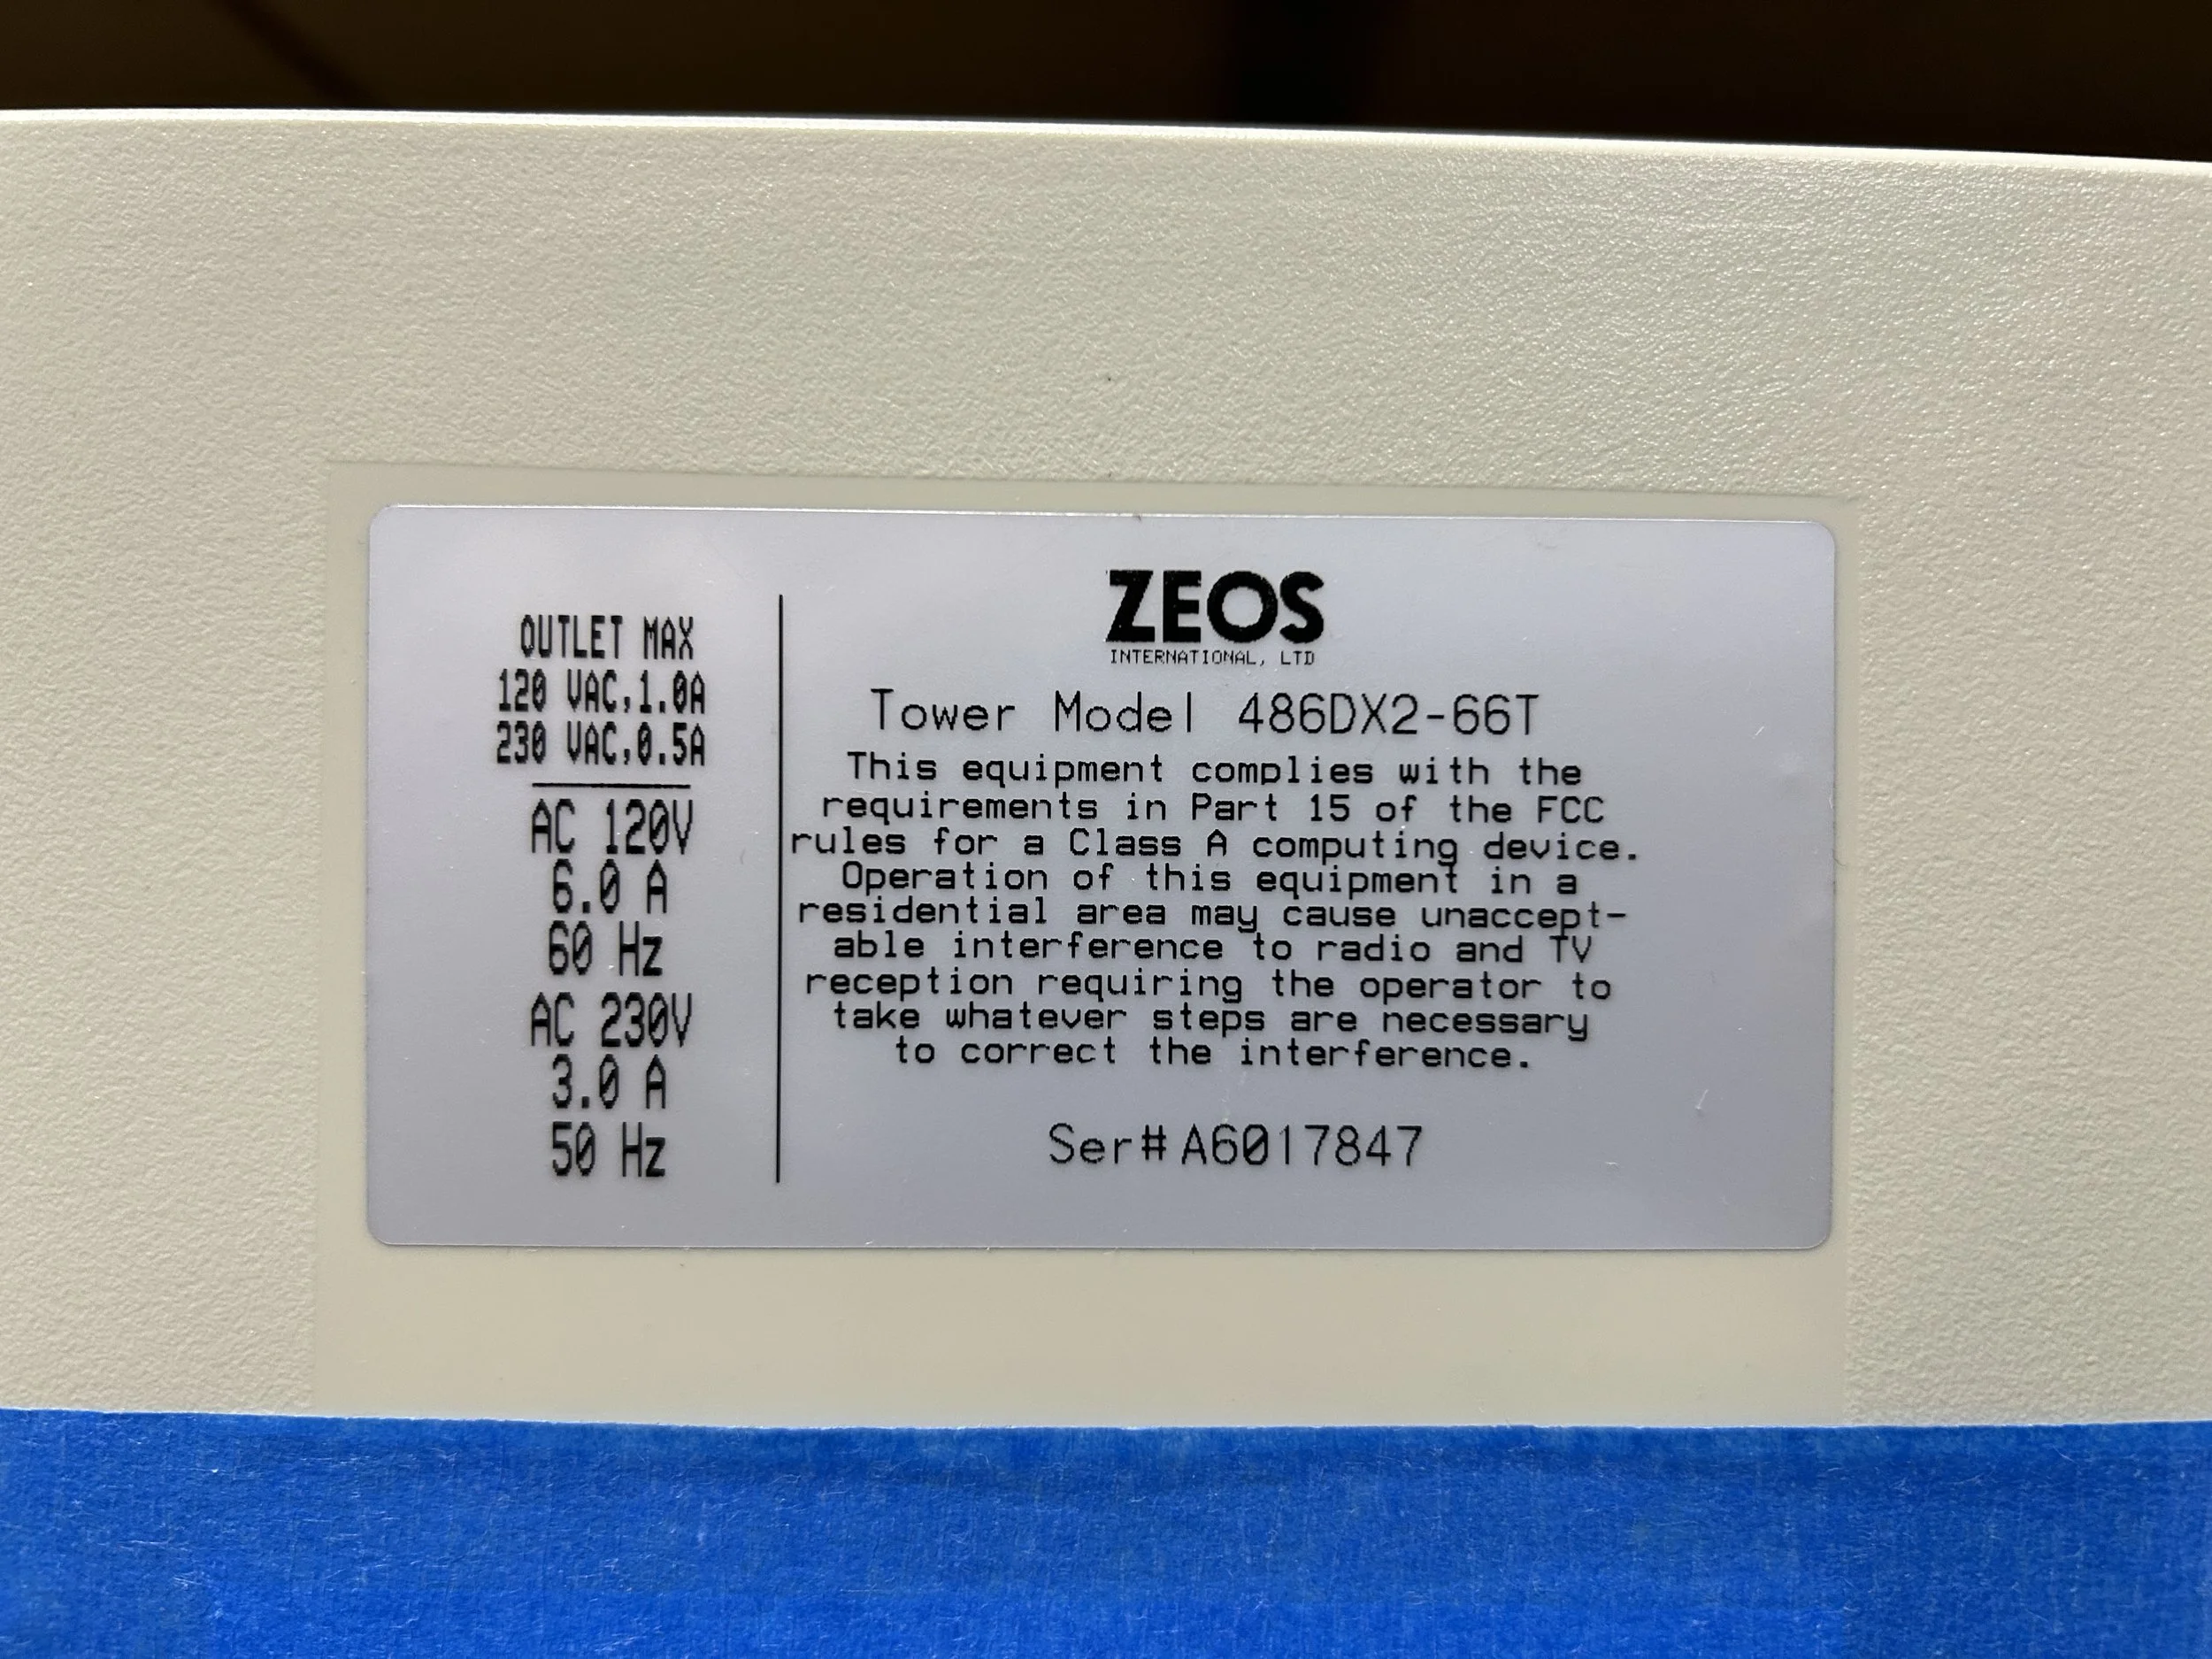 OUTLET MAX
120 VAC,1.0A
230 VAC,0.5A
AC 120V
6.0 A
60 Hz
AC 230V
3.0 A
50 Hz
ZEOS
INTERNATIONAL, LTD
Tower Model 486DX2-66T
This equipment complies with the
requirements in Part 15 of the FCC
rules for a Class A computing device.
Operation of this equipment in a
residential area may cause unaccept-
able interference to radio and TV
reception requiring the operator to
take whatever steps are necessary
to correct the interference.
Ser# A6017847